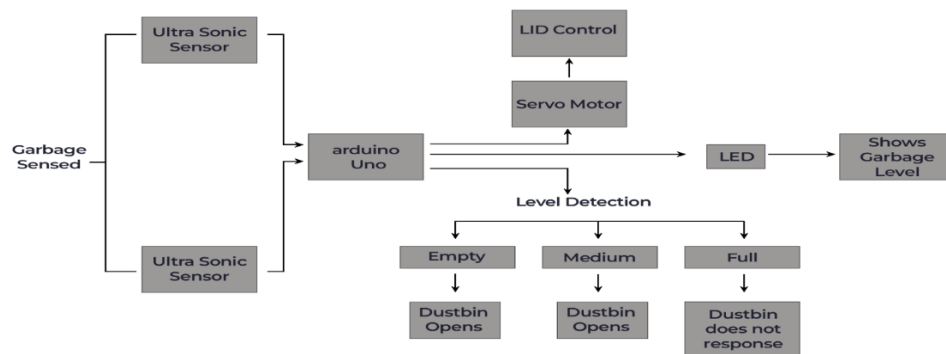 Ultra Sonic
Sensor
LID Control
Servo Motor
Garbage
Sensed
arduino
Uno
LED
Shows
Garbage
Level
Level Detection
Ultra Sonic
Sensor
Empty
Medium
Full
Dustbin
Opens
Dustbin
Opens
Dustbin
does not
response